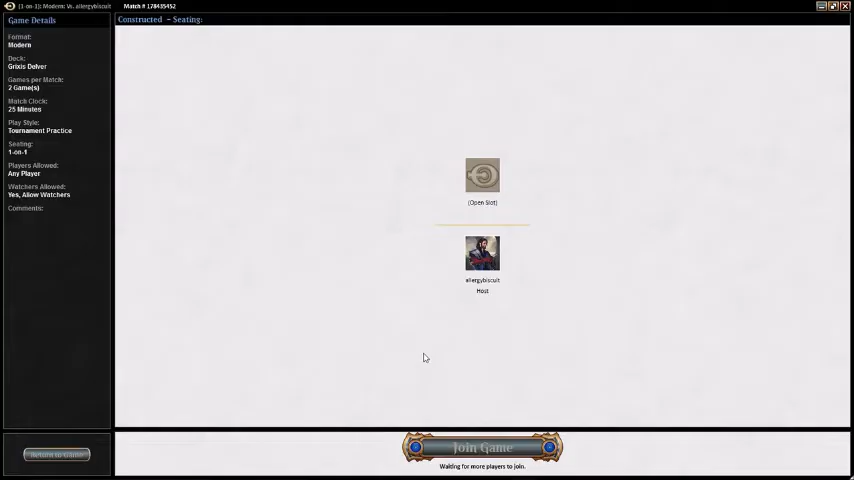 [1-on-1]: Modern: Vs. allergybiscuit
Match # 178435452
Game Details
Constructed - Seating:
Format:
Modern
Deck:
Grixis Delver
Games per Match:
2 Game(s)
Match Clock:
25 Minutes
Play Style:
Tournament Practice
Seating:
1-on-1
Players Allowed:
Any Player
Watchers Allowed:
Yes, Allow Watchers
Comments:
(Open Slot)
allergybiscuit
Host
Return to Game
Join Game
Waiting for more players to join.